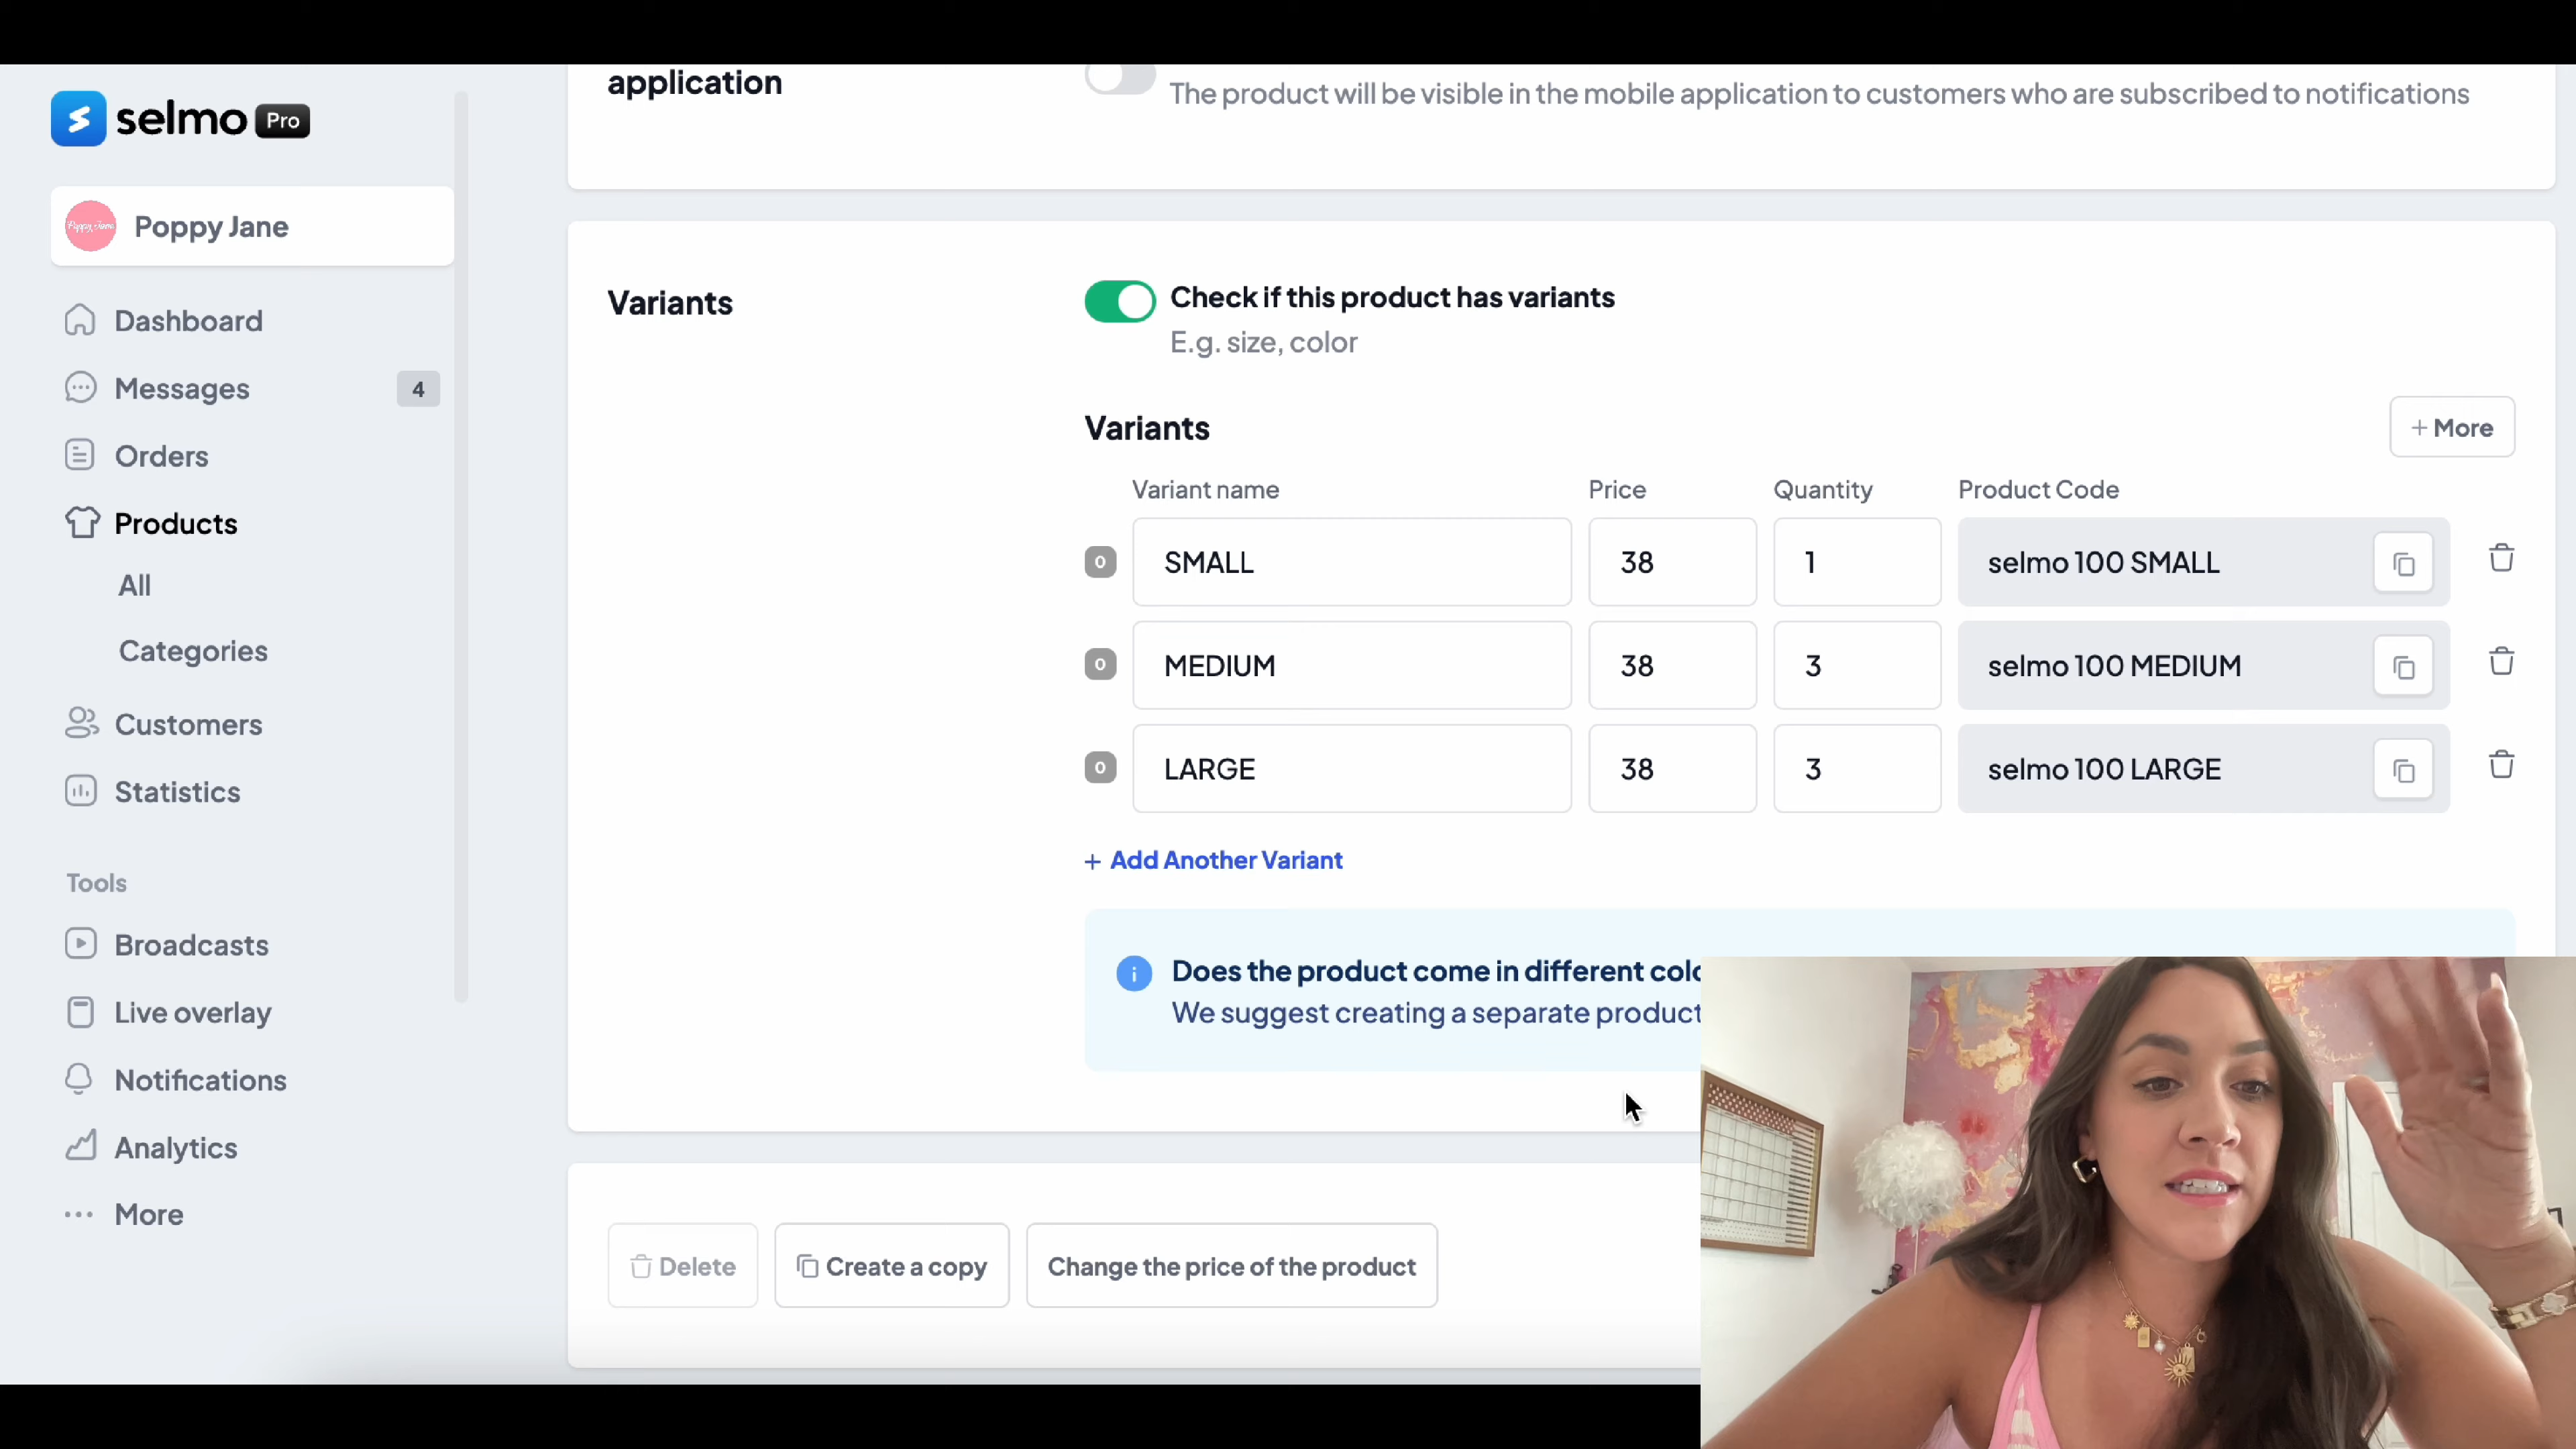 selmo Pro
Poppy Jane
Dashboard
Messages 4
Orders
Products
All
Categories
Customers
Statistics
Tools
Broadcasts
Live overlay
Notifications
Analytics
More
application
The product will be visible in the mobile application to customers who are subscribed to notifications
Variants
Check if this product has variants
E.g. size, color
Variants
+ More
Variant name Price Quantity Product Code
0 SMALL 38 1 selmo 100 SMALL
0 MEDIUM 38 3 selmo 100 MEDIUM
0 LARGE 38 3 selmo 100 LARGE
+ Add Another Variant
Does the product come in different
We suggest creating a separate product
Delete
Create a copy
Change the price of the product